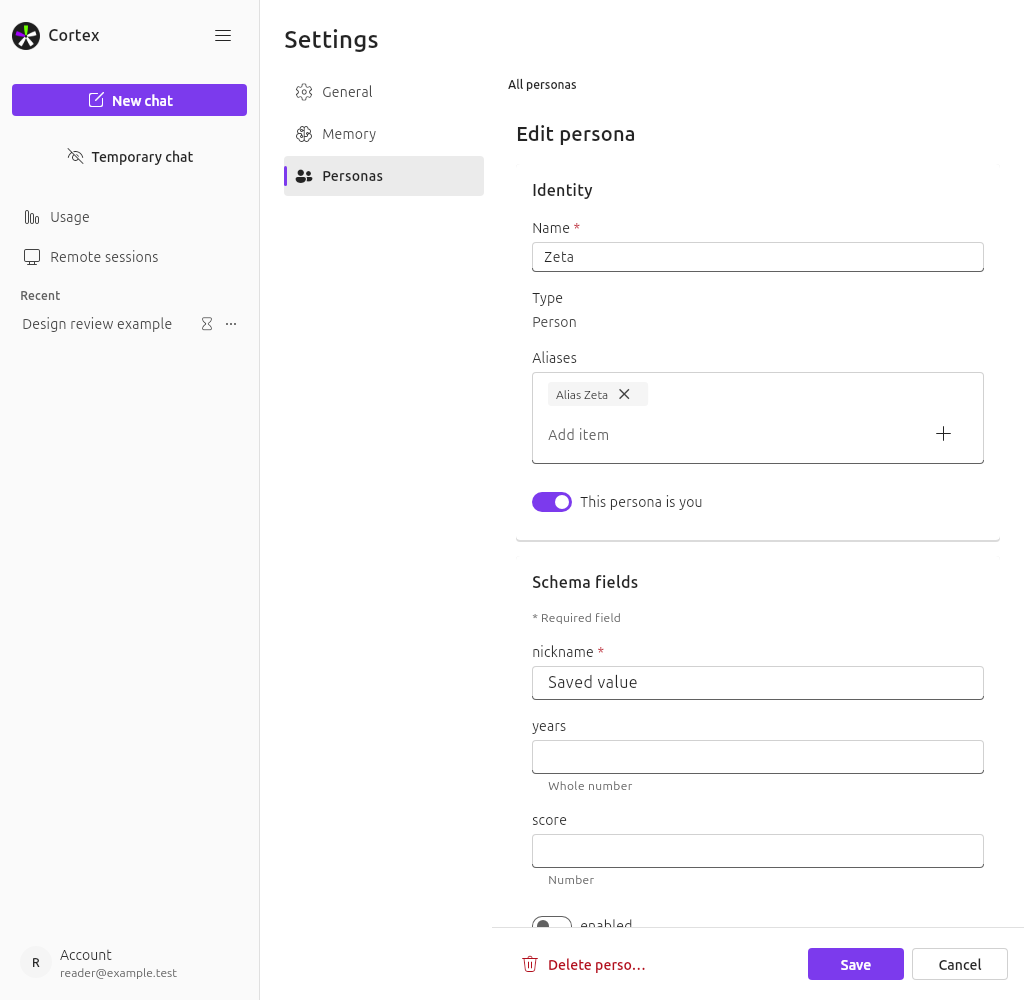 Cortex
New chat
Temporary chat
Usage
Remote sessions
Recent
Design review example
R
Account
reader@example.test
Settings
General
Memory
Personas
All personas
Edit persona
Identity
Name *
Zeta
Type
Person
Aliases
Alias Zeta
Add item
This persona is you
Schema fields
* Required field
nickname *
Saved value
years
Whole number
score
Number
enabled
Delete perso…
Save
Cancel